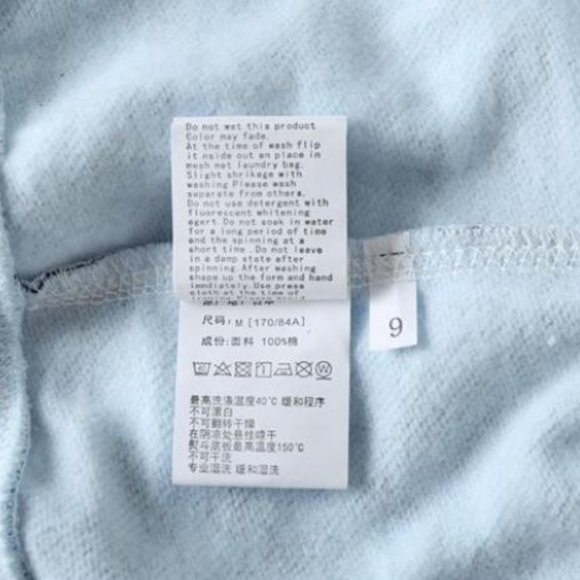 Do not wet this product
Color may fade.
At the time of wash flip
it nside out an place in
mesh net laundry bag.
Slight shrikage with
washing Please wash
separate from others.
Do not use detergent with
fluorescent whitening
agert. Do not soak in water
for a long period of time
and the spinning at a
short time. Do not leave
in a damp state after
spinning. After washing
shape up the form and hand
immediately. Use press
cloth at the time of
尺码: M [170/84A]
成份: 面料 100%棉
最高洗涤温度40℃ 缓和程序
不可漂白
不可翻转干燥
在阴凉处悬挂晾干
熨斗底板最高温度150℃
不可干洗
专业湿洗 缓和湿洗
9